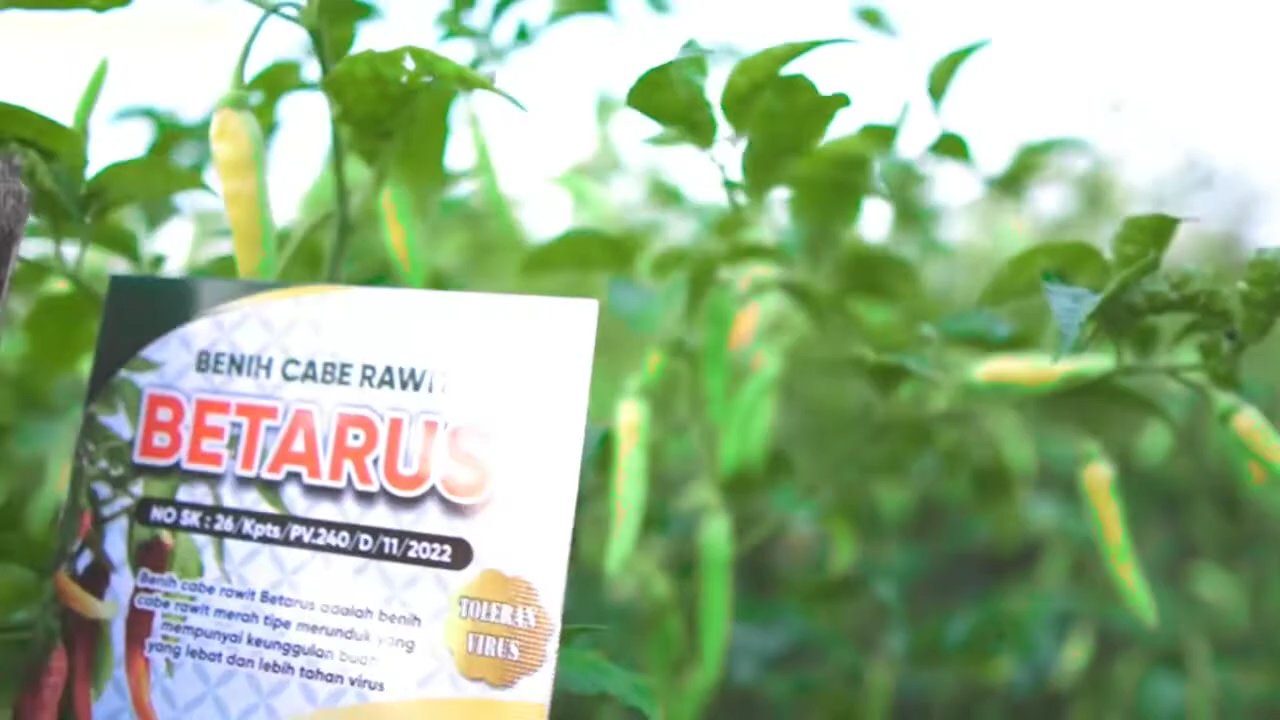 BENIH CABE RAWIT
BETARUS
NO SK : 26/Kpts/PV.240/D/11/2022
Benih cabe rawit Betarus adalah benih
cabe rawit merah tipe merunduk yang
mempunyai keunggulan buah
yang lebat dan lebih tahan virus
TOLERAN
VIRUS